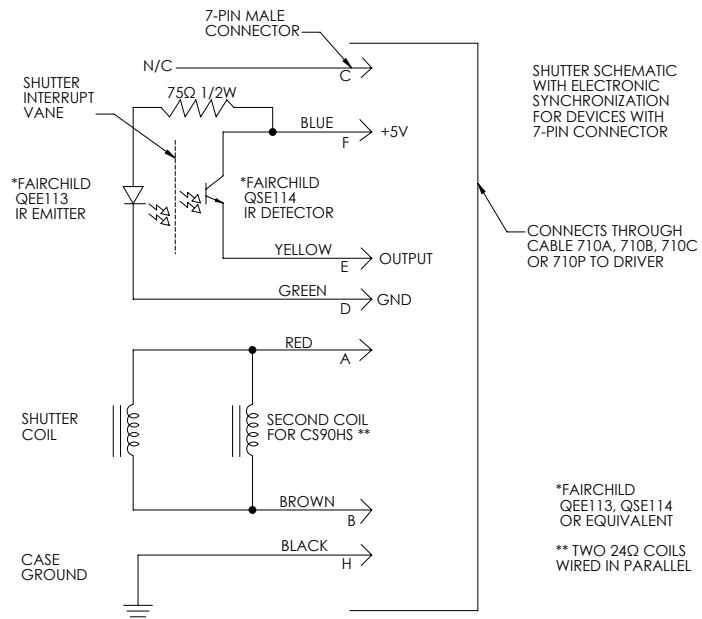 7-PIN MALE
CONNECTOR
N/C
C
SHUTTER
INTERRUPT
VANE
75Ω 1/2W
BLUE
F
+5V
*FAIRCHILD
QEE113
IR EMITTER
*FAIRCHILD
QSE114
IR DETECTOR
YELLOW
E
OUTPUT
GREEN
D
GND
SHUTTER SCHEMATIC
WITH ELECTRONIC
SYNCHRONIZATION
FOR DEVICES WITH
7-PIN CONNECTOR
CONNECTS THROUGH
CABLE 710A, 710B, 710C
OR 710P TO DRIVER
RED
A
SHUTTER
COIL
SECOND COIL
FOR CS90HS **
BROWN
B
BLACK
H
CASE
GROUND
*FAIRCHILD
QEE113, QSE114
OR EQUIVALENT
** TWO 24Ω COILS
WIRED IN PARALLEL